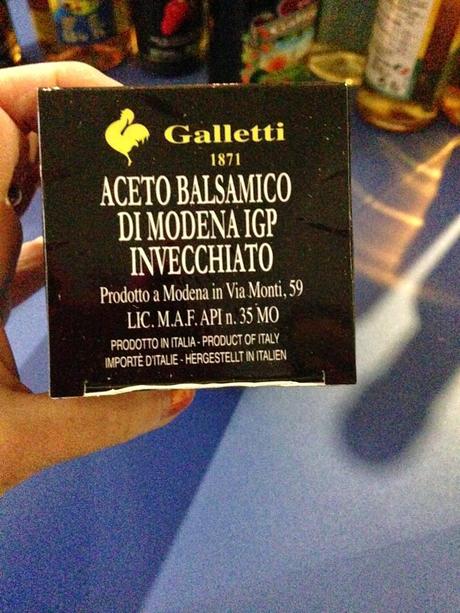 Galletti
1871
ACETO BALSAMICO
DI MODENA IGP
INVECCHIATO
Prodotto a Modena in Via Monti, 59
LIC. M.A.F. API n. 35 MO
PRODOTTO IN ITALIA - PRODUCT OF ITALY
IMPORTÈ D'ITALIE - HERGESTELLT IN ITALIEN